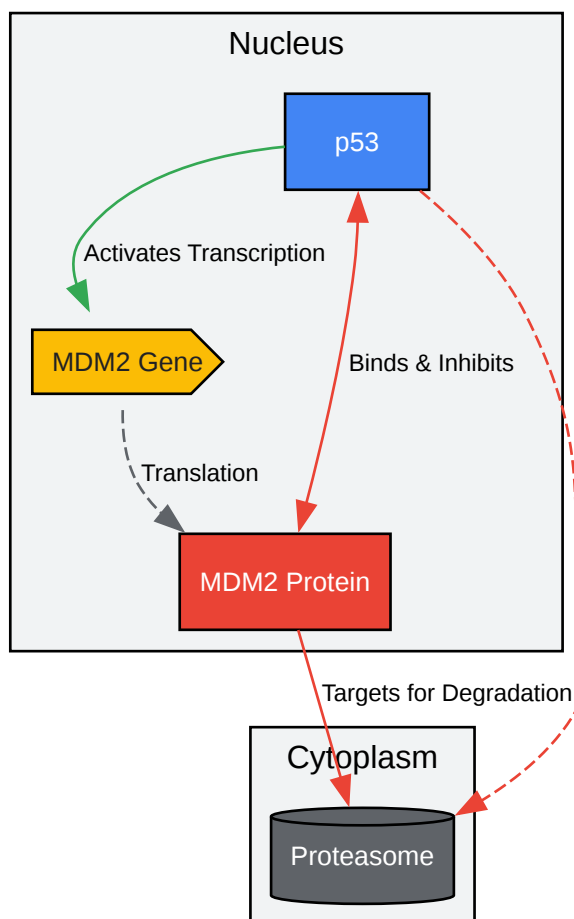 Nucleus
p53
Activates Transcription
MDM2 Gene
Binds & Inhibits
Translation
MDM2 Protein
Targets for Degradation
Cytoplasm
Proteasome